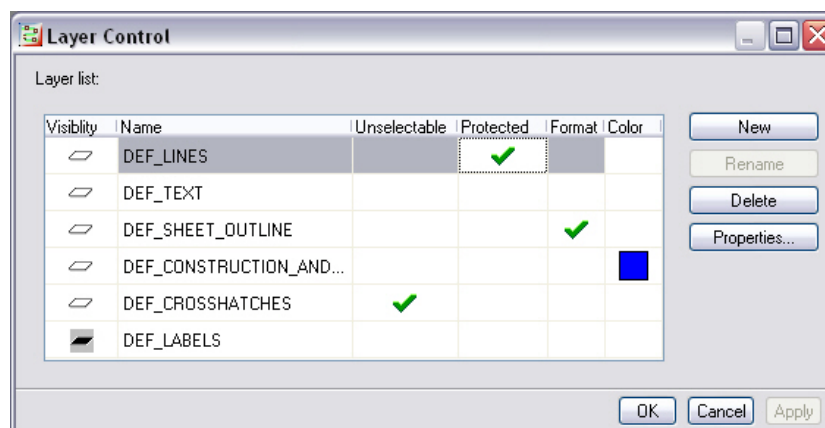 Layer Control
Layer list:
Visiblity Name Unselectable Protected Format Color
DEF_LINES
DEF_TEXT
DEF_SHEET_OUTLINE
DEF_CONSTRUCTION_AND...
DEF_CROSSHATCHES
DEF_LABELS
New
Rename
Delete
Properties...
OK Cancel Apply